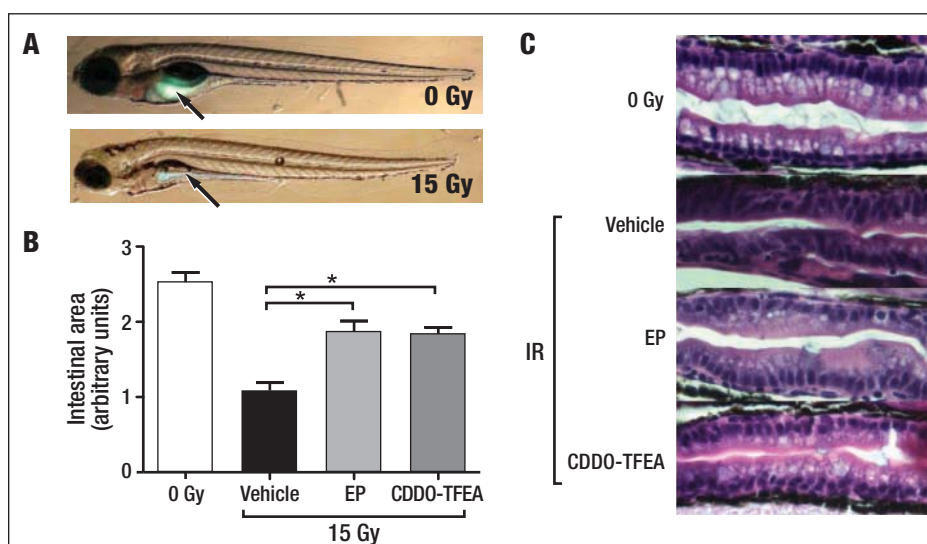 A
0 Gy
15 Gy
B
Intestinal area
(arbitrary units)
3
2
1
0
*
*
0 Gy
Vehicle
EP
CDDO-TFEA
15 Gy
C
0 Gy
Vehicle
EP
CDDO-TFEA
IR